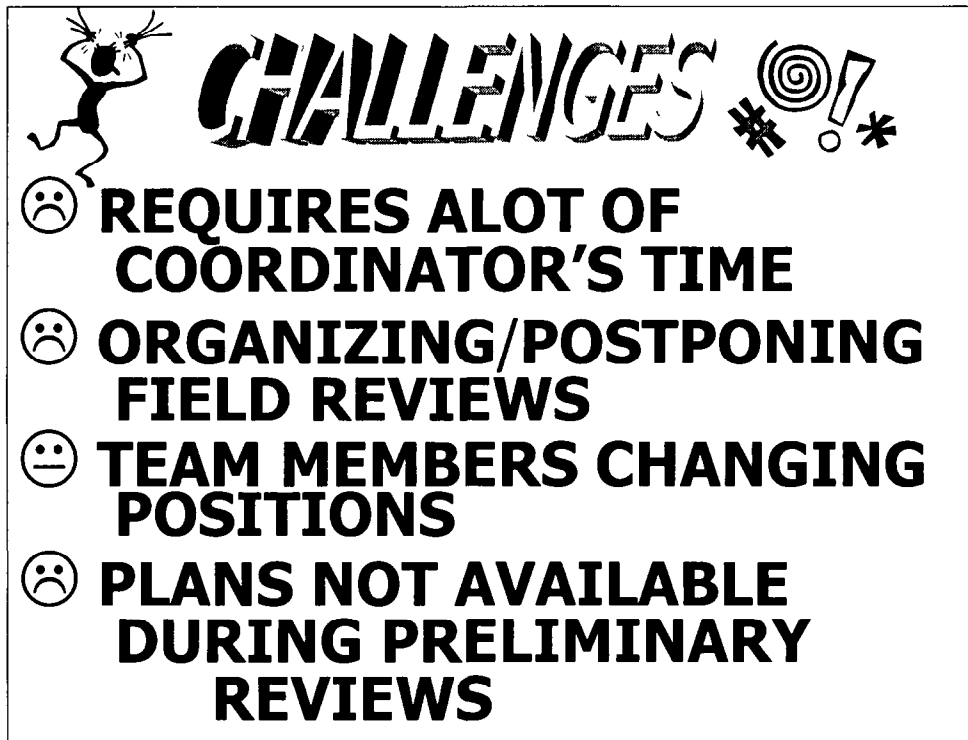 CHALLENGES #@!*
REQUIRES ALOT OF
COORDINATOR'S TIME
ORGANIZING/POSTPONING
FIELD REVIEWS
TEAM MEMBERS CHANGING
POSITIONS
PLANS NOT AVAILABLE
DURING PRELIMINARY
REVIEWS